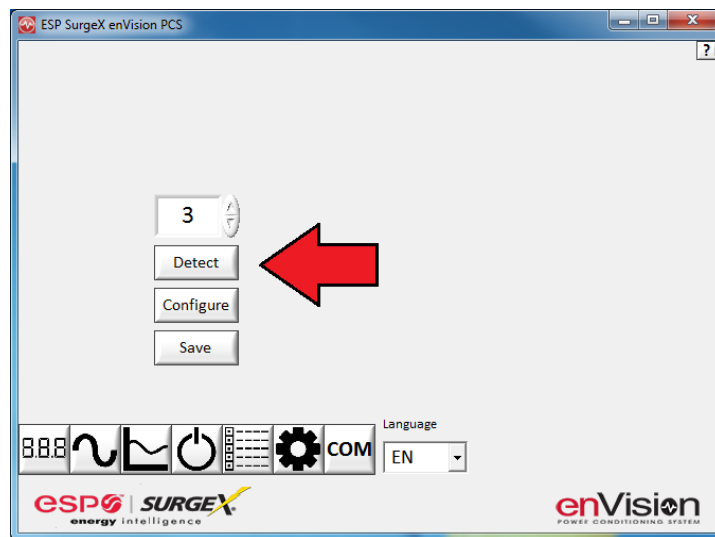 ESP SurgeX enVision PCS
?
3
Detect
Configure
Save
Language
8.8.8
COM
EN
esp | SURGEX.
energy intelligence
enVision
POWER CONDITIONING SYSTEM